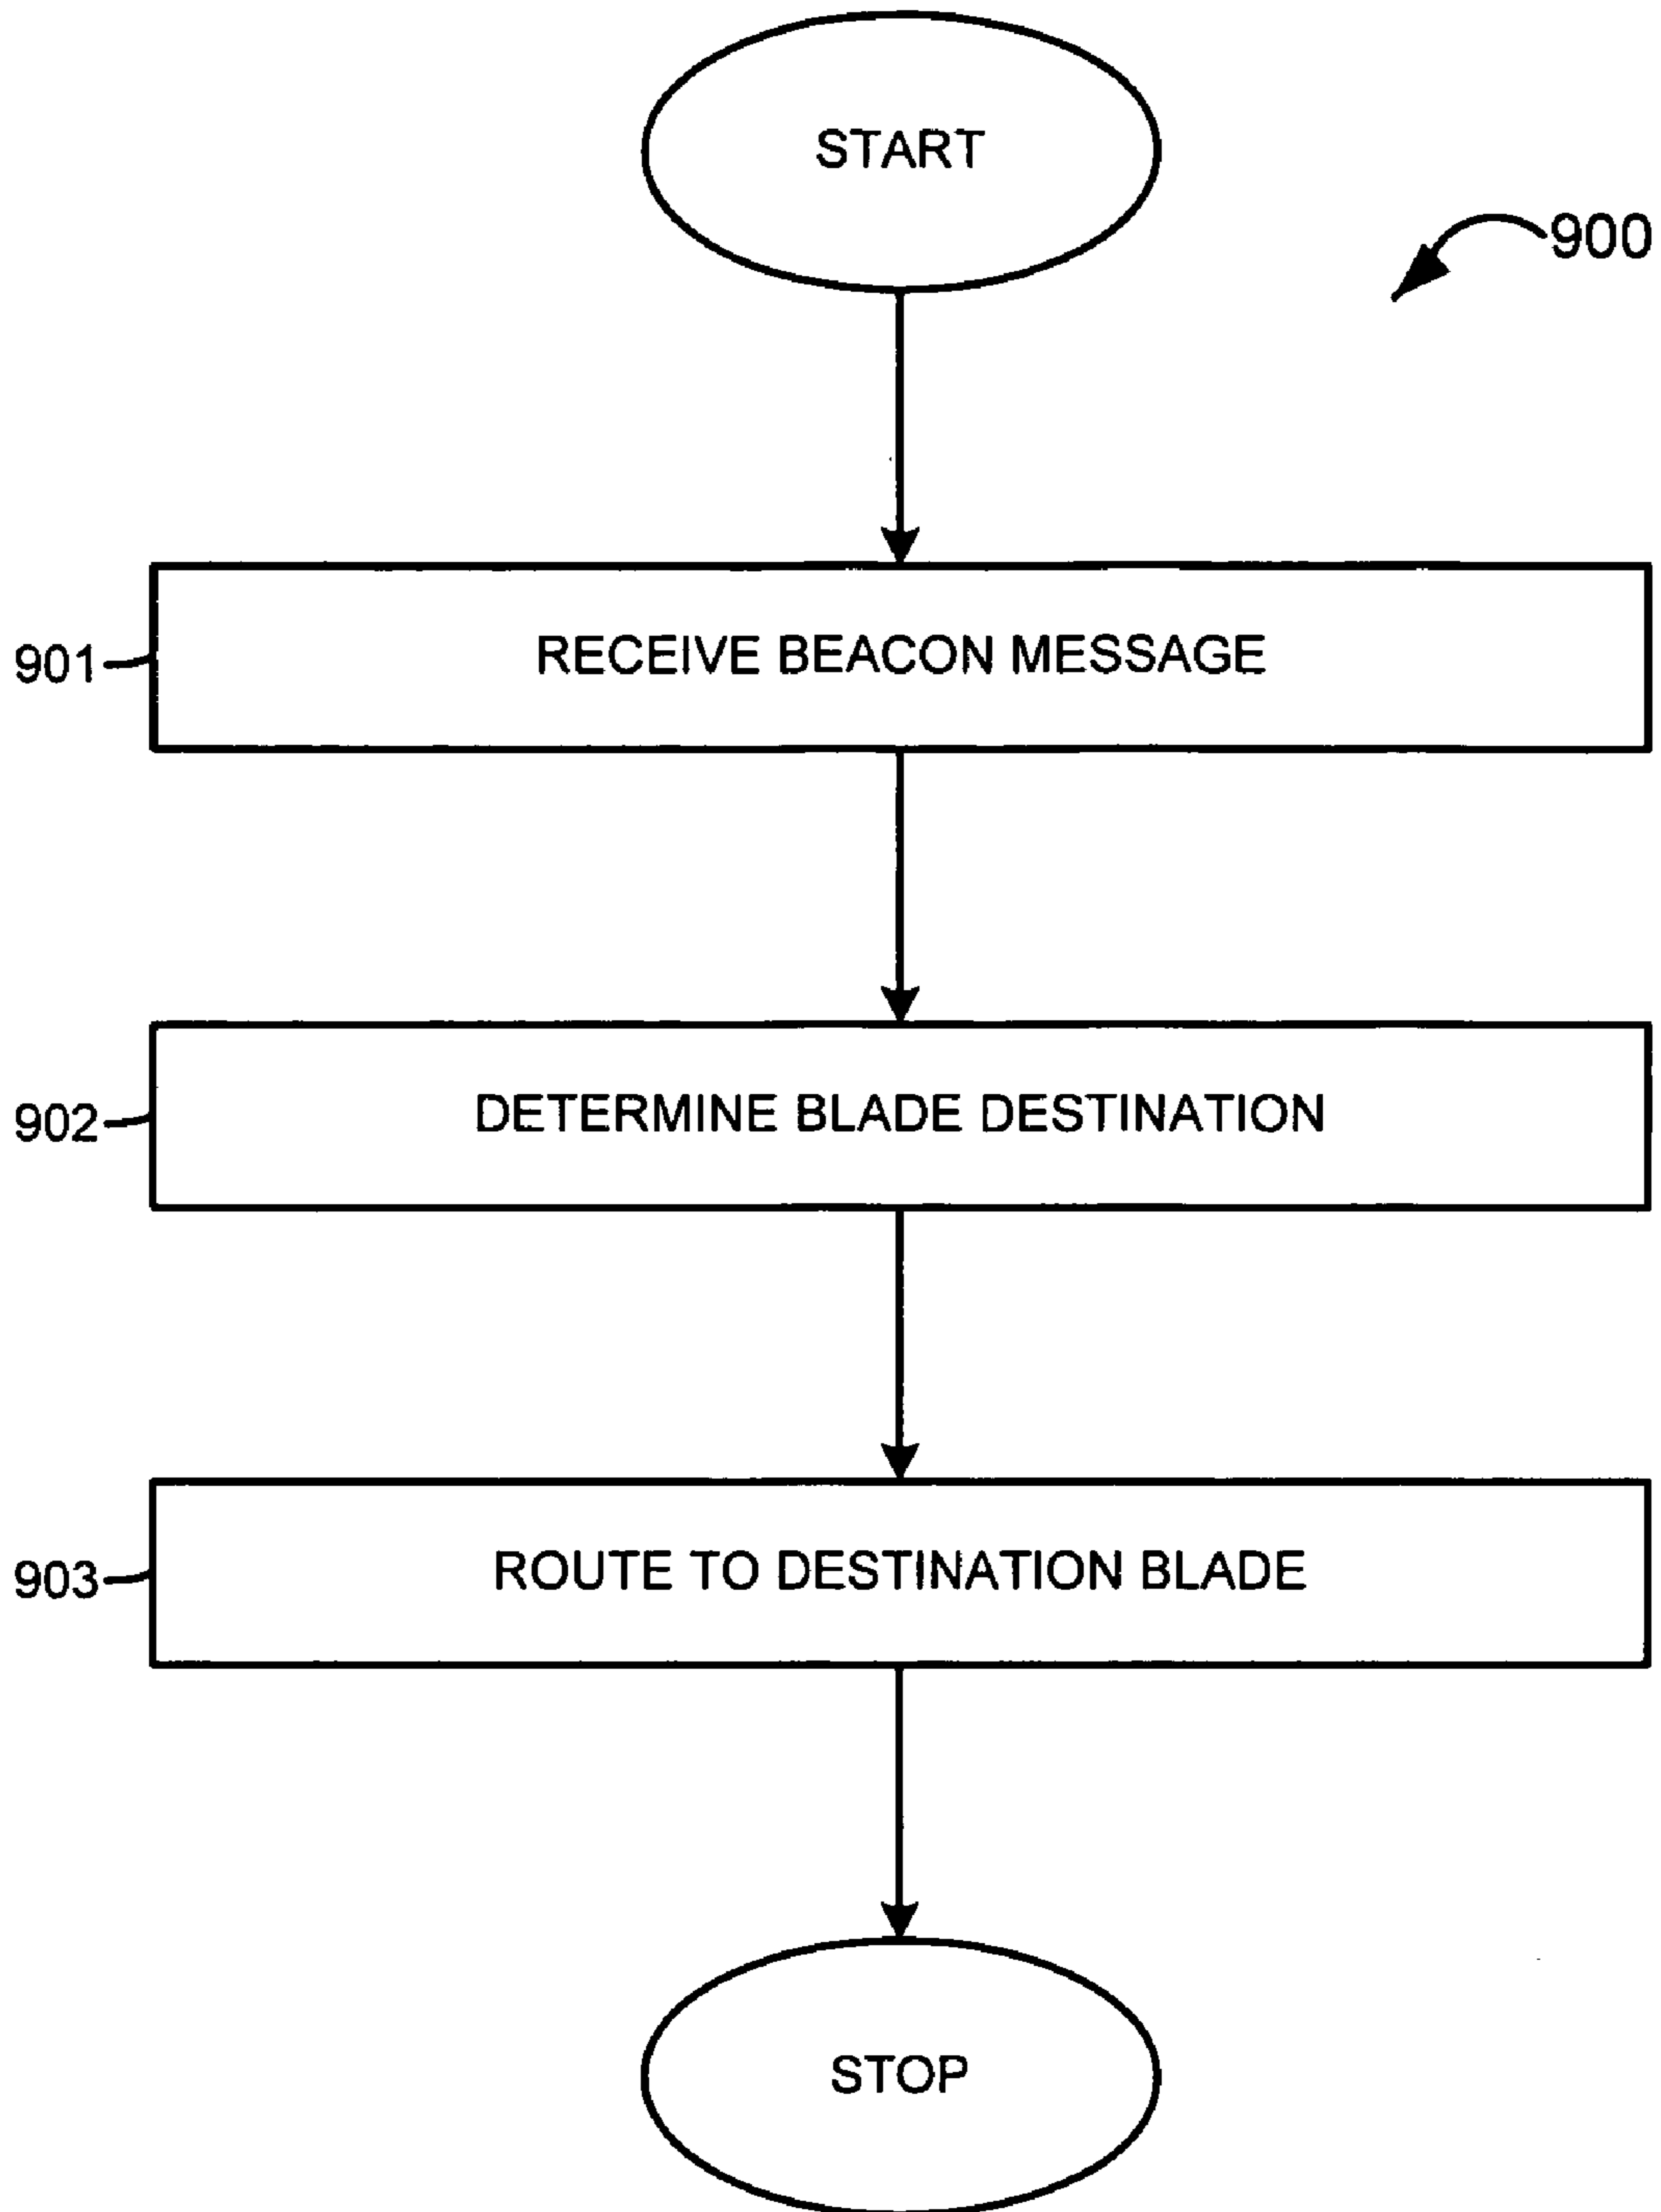 START
900
901
RECEIVE BEACON MESSAGE
902
DETERMINE BLADE DESTINATION
903
ROUTE TO DESTINATION BLADE
STOP